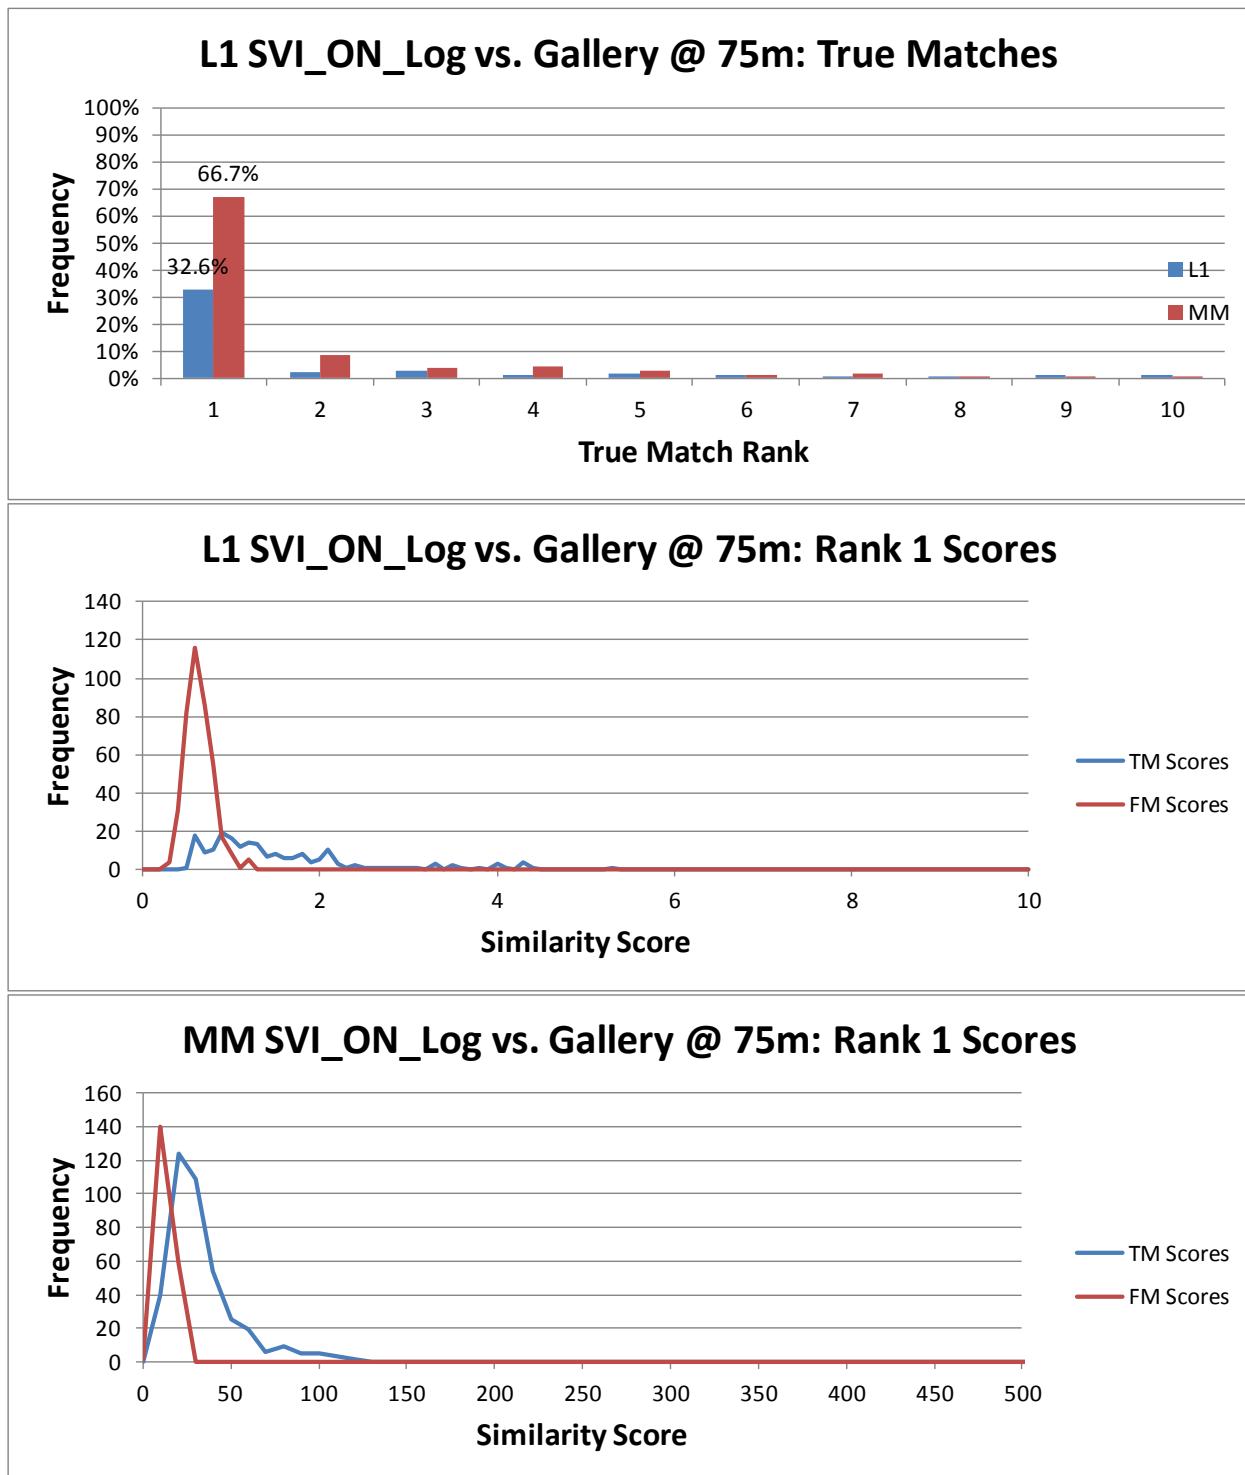 L1 SVI_ON_Log vs. Gallery @ 75m: True Matches
100%
90%
80%
70%
60%
50%
40%
30%
20%
10%
0%
Frequency
66.7%
32.6%
L1
MM
1 2 3 4 5 6 7 8 9 10
True Match Rank
L1 SVI_ON_Log vs. Gallery @ 75m: Rank 1 Scores
140
120
100
80
60
40
20
0
Frequency
TM Scores
FM Scores
0 2 4 6 8 10
Similarity Score
MM SVI_ON_Log vs. Gallery @ 75m: Rank 1 Scores
160
140
120
100
80
60
40
20
0
Frequency
TM Scores
FM Scores
0 50 100 150 200 250 300 350 400 450 500
Similarity Score